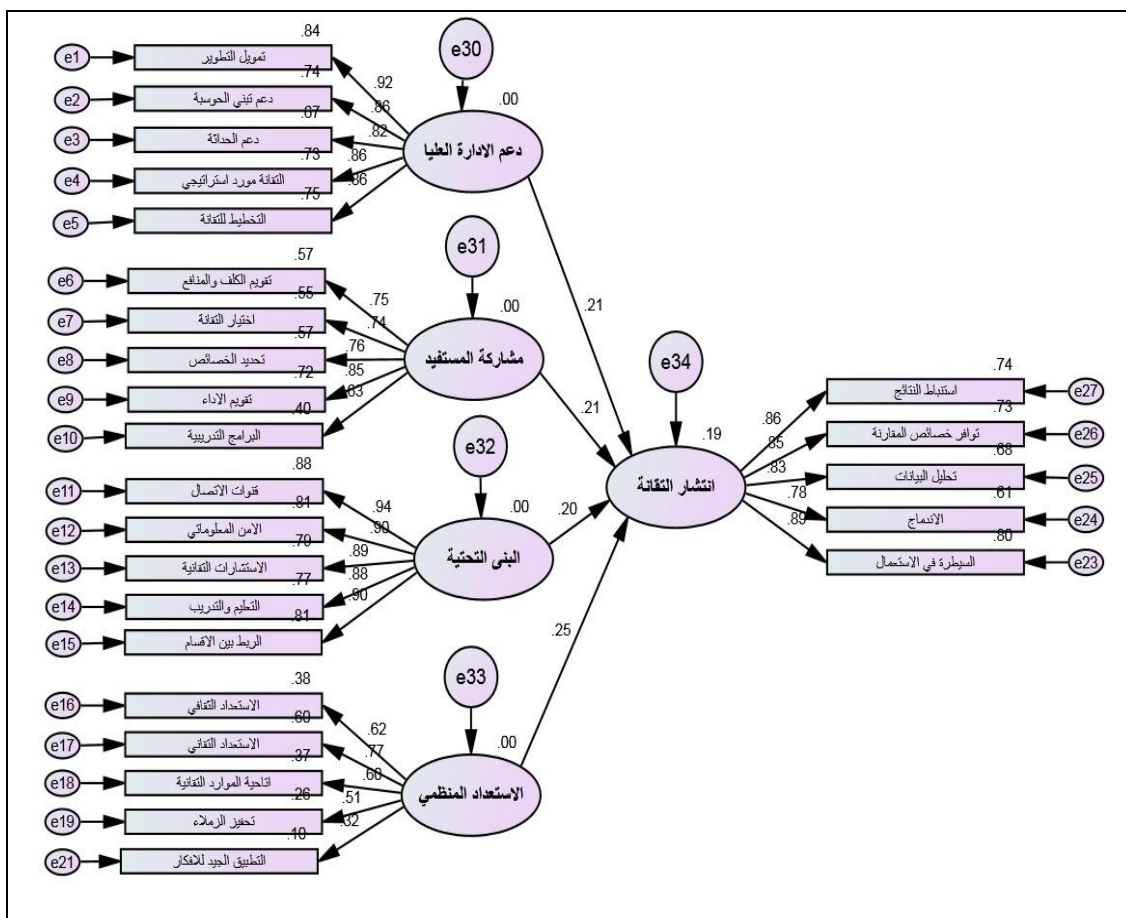 .84
e1
تمويل التطوير
.74
e2
دعم تبني الحوسبة
.67
e3
دعم الحداثة
.73
e4
التقانة مورد استراتيجي
.75
e5
التخطيط للتقانة
.92
.86
.82
.86
.86
e30
.00
دعم الادارة العليا
.57
e6
تقويم الكلف والمنافع
.55
e7
اختيار التقانة
.57
e8
تحديد الخصائص
.72
e9
تقويم الاداء
.40
e10
البرامج التدريبية
.75
.74
.76
.85
.63
e31
.00
مشاركة المستفيد
.88
e11
قنوات الاتصال
.81
e12
الامن المعلوماتي
.79
e13
الاستشارات التقانية
.77
e14
التعليم والتدريب
.81
e15
الربط بين الاقسام
.94
.90
.89
.88
.90
e32
.00
البنى التحتية
.38
e16
الاستعداد الثقافي
.60
e17
الاستعداد التقاني
.37
e18
اتاحية الموارد التقانية
.26
e19
تحفيز الزملاء
.10
e21
التطبيق الجيد للافكار
.62
.77
.60
.51
.32
e33
.00
الاستعداد المنظمي
.21
.21
.20
.25
e34
.19
انتشار التقانة
.86
.85
.83
.78
.89
.74
استنباط النتائج
e27
.73
توافر خصائص المقارنة
e26
.68
تحليل البيانات
e25
.61
الاندماج
e24
.80
السيطرة في الاستعمال
e23